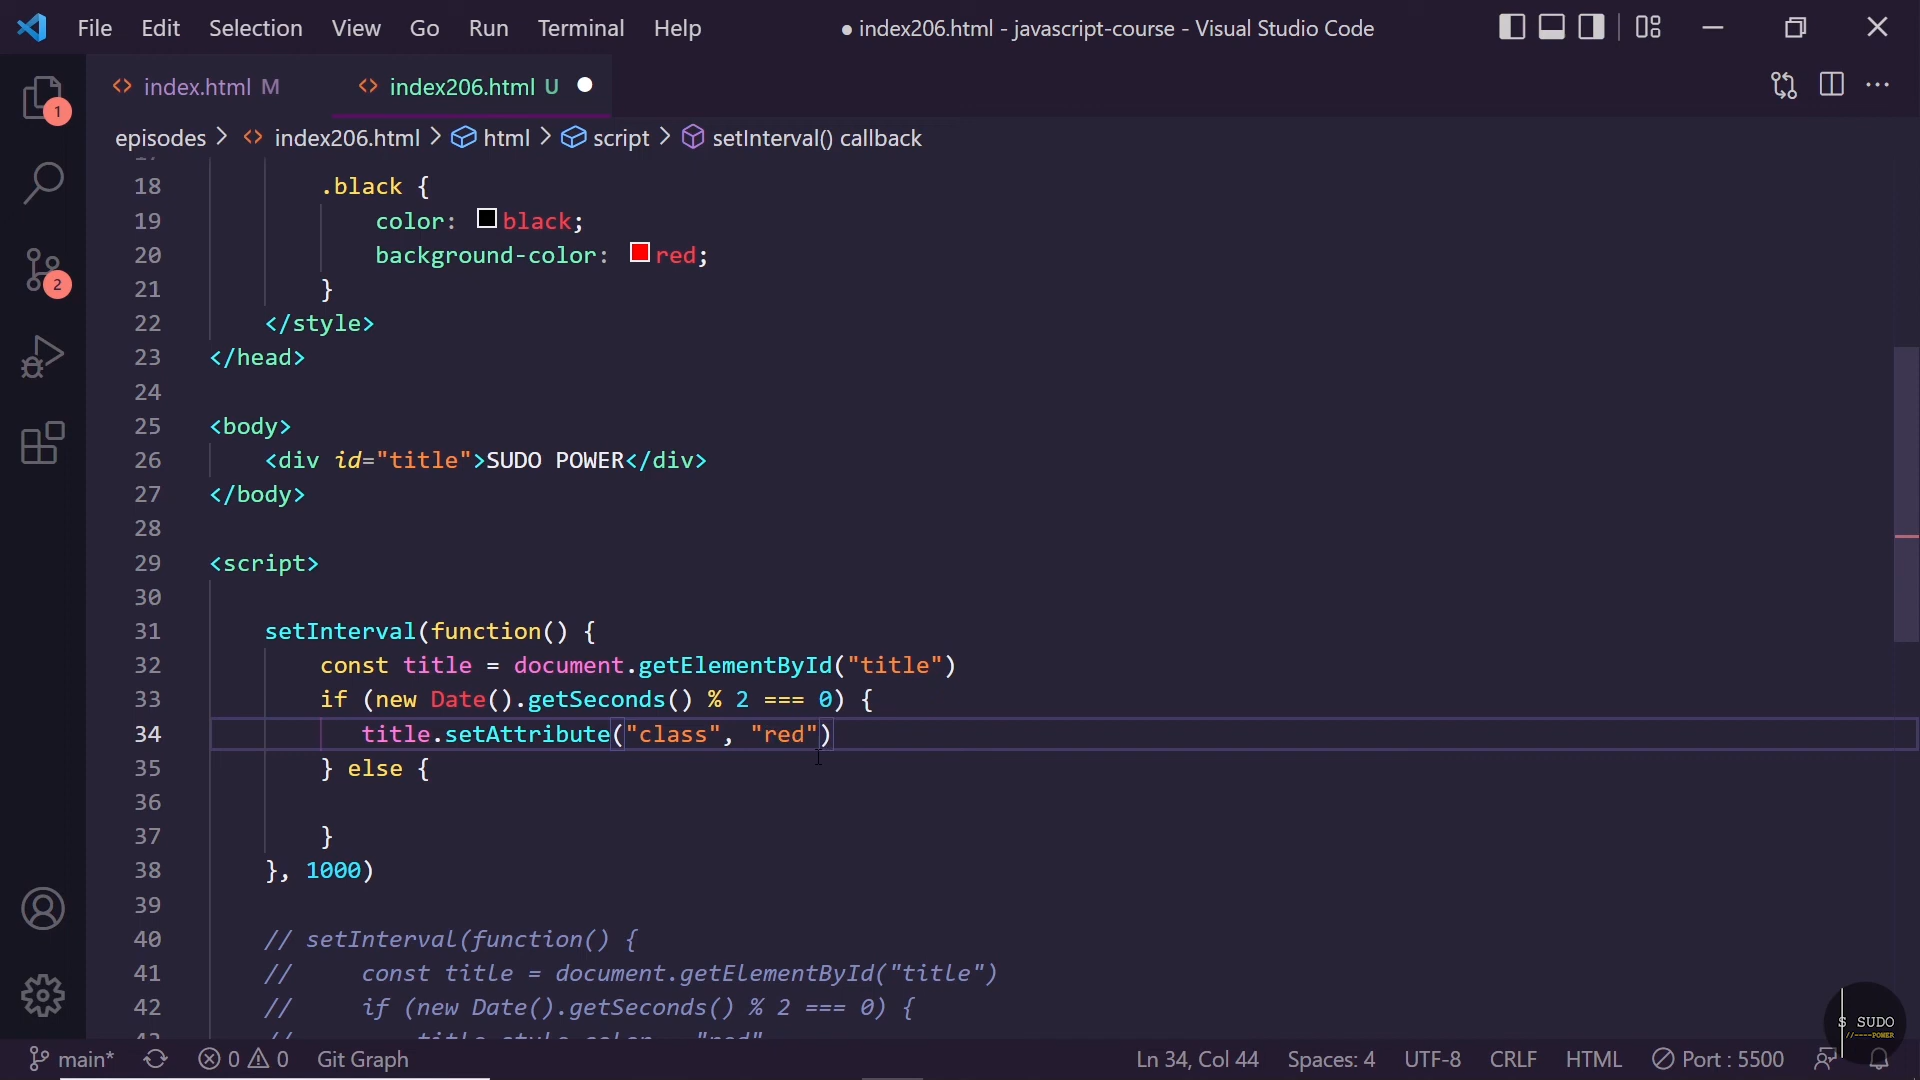 File Edit Selection View Go Run Terminal Help ● index206.html - javascript-course - Visual Studio Code
<> index.html M <> index206.html U ●
1
episodes > <> index206.html > html > script > setInterval() callback
18 .black {
19 color: black;
20 background-color: red;
21 }
22 </style>
23 </head>
24
25 <body>
26 <div id="title">SUDO POWER</div>
27 </body>
28
29 <script>
30
31 setInterval(function() {
32 const title = document.getElementById("title")
33 if (new Date().getSeconds() % 2 === 0) {
34 title.setAttribute("class", "red")
35 } else {
36
37 }
38 }, 1000)
39
40 // setInterval(function() {
41 // const title = document.getElementById("title")
42 // if (new Date().getSeconds() % 2 === 0) {
2
$ SUDO
//----POWER
main* 0 0 Git Graph Ln 34, Col 44 Spaces: 4 UTF-8 CRLF HTML Port : 5500